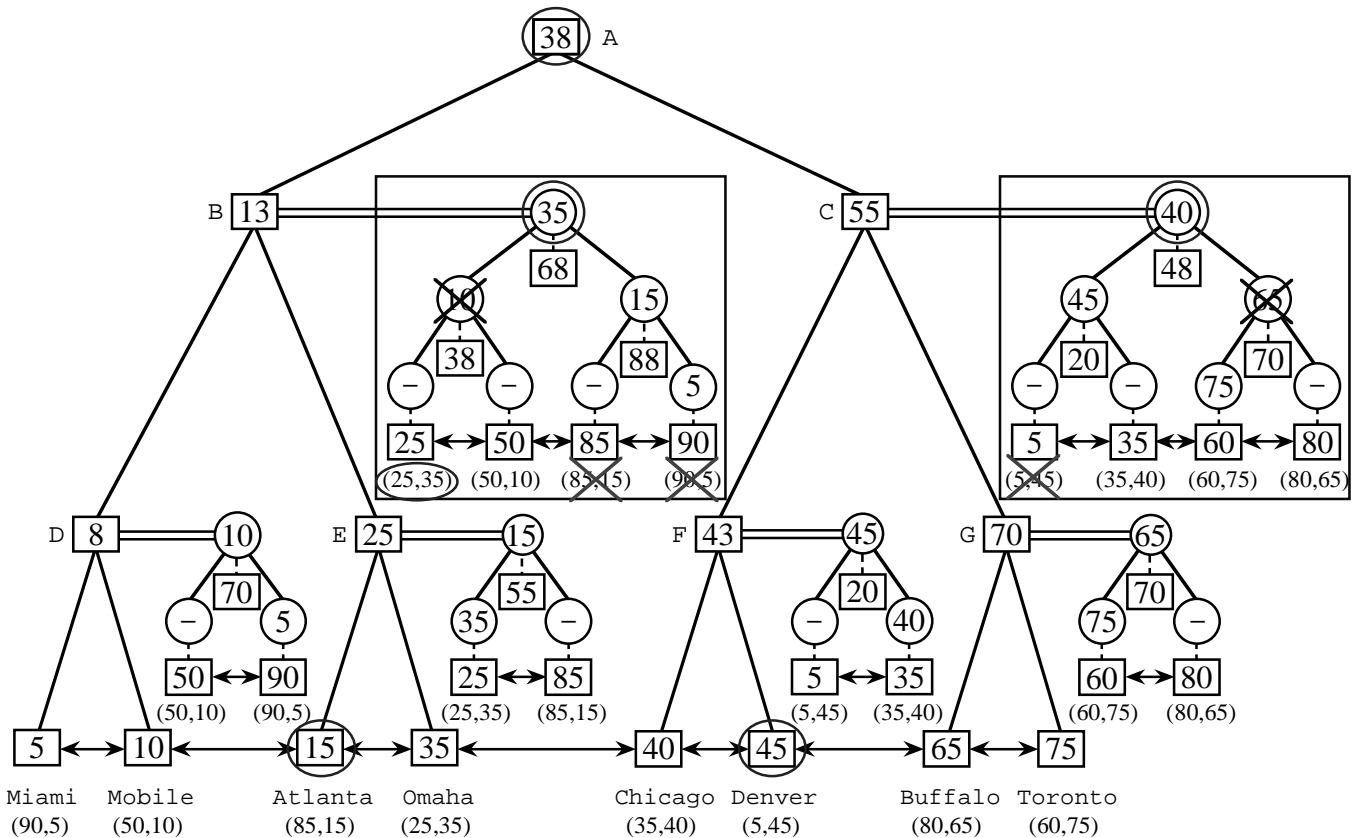 38 A
B 13 35 C 55 40
68 48
10 15 45 65
38 88 20 70
– – – 5 – – 75 –
25 50 85 90 5 35 60 80
(25,35) (50,10) (85,15) (90,5) (5,45) (35,40) (60,75) (80,65)
D 8 10 E 25 15 F 43 45 G 70 65
70 55 20 70
– 5 35 – – 40 75 –
50 90 25 85 5 35 60 80
(50,10) (90,5) (25,35) (85,15) (5,45) (35,40) (60,75) (80,65)
5 10 15 35 40 45 65 75
Miami Mobile Atlanta Omaha Chicago Denver Buffalo Toronto
(90,5) (50,10) (85,15) (25,35) (35,40) (5,45) (80,65) (60,75)